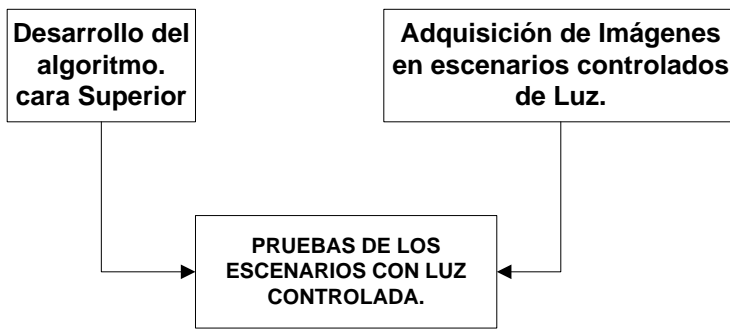 Desarrollo del
algoritmo.
cara Superior
Adquisición de Imágenes
en escenarios controlados
de Luz.
PRUEBAS DE LOS
ESCENARIOS CON LUZ
CONTROLADA.